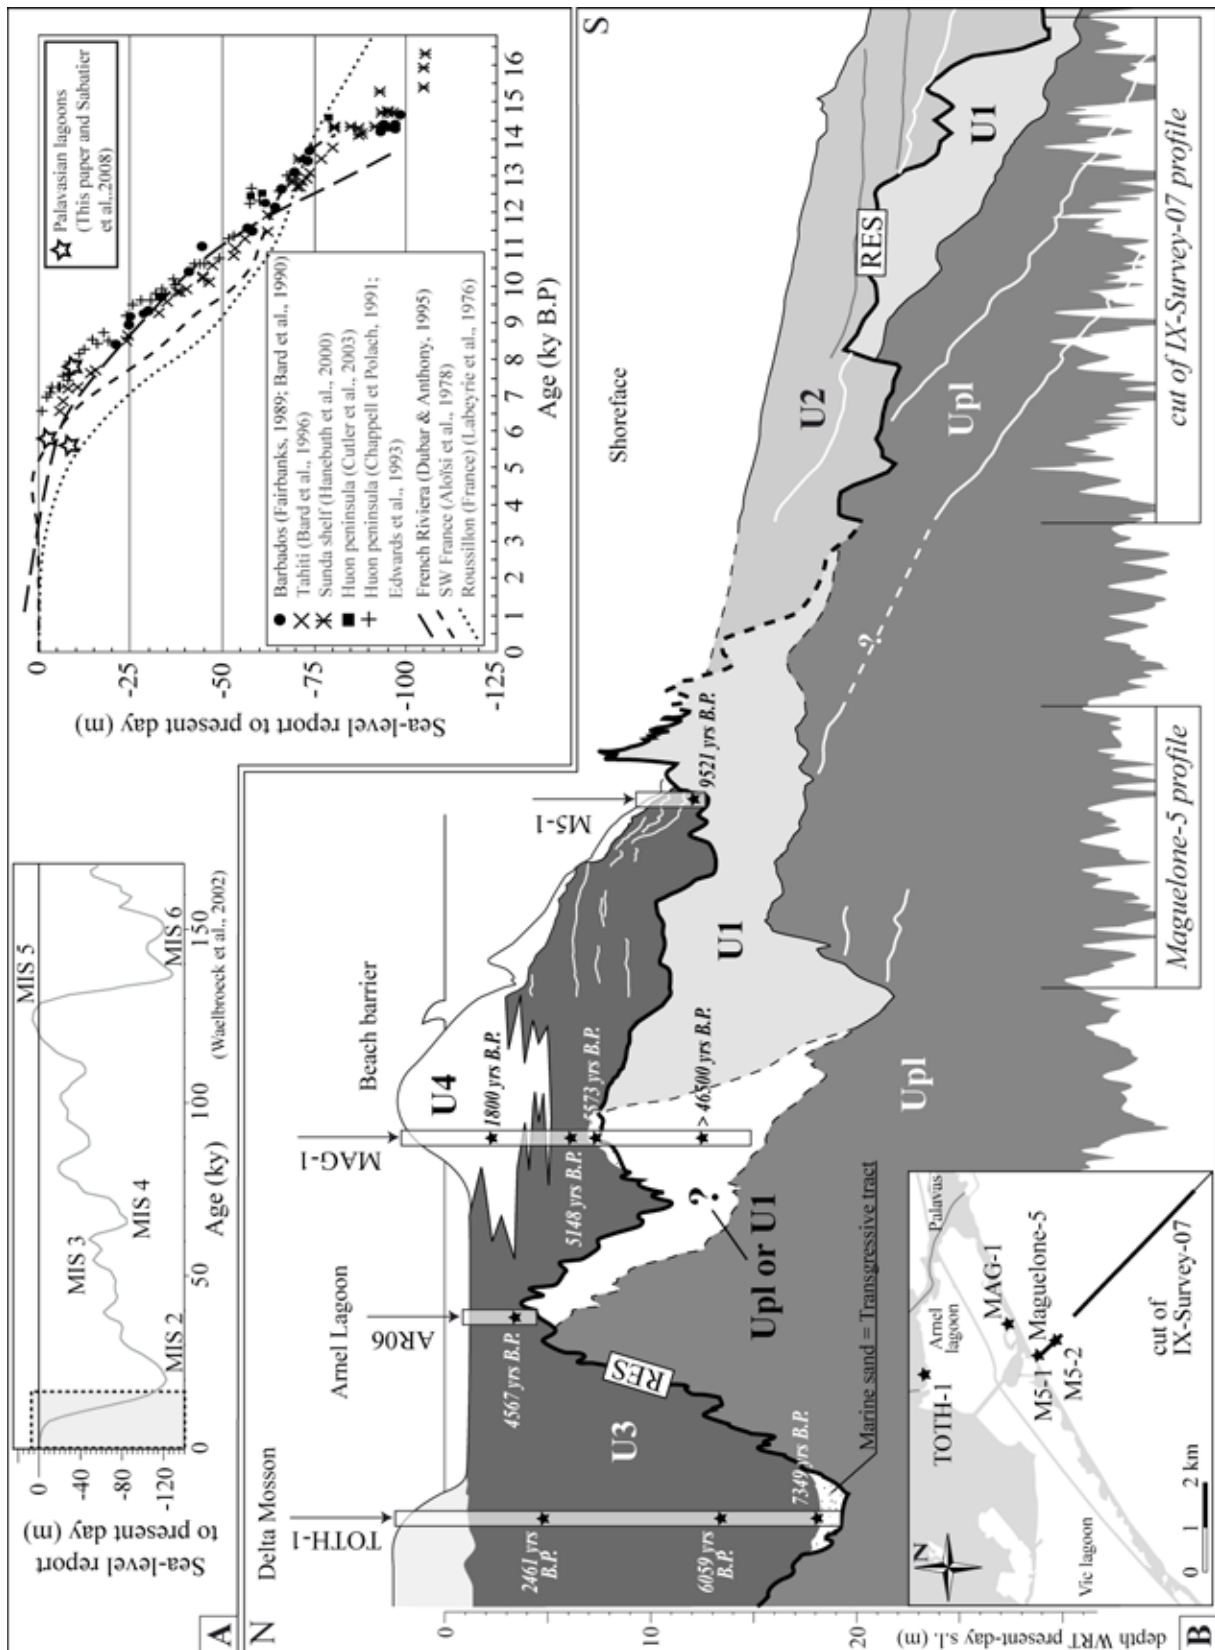 A
Sea-level report
to present day (m)
0
-40
-80
-120
MIS 2
MIS 3
MIS 4
MIS 5
MIS 6
0
50
100
150
Age (ky)
(Waelbroeck et al., 2002)
Sea-level report to present day (m)
0
-25
-50
-75
-100
-125
0
1
2
3
4
5
6
7
8
9
10
11
12
13
14
15
16
Age (ky B.P)
Palavasian lagoons
(This paper and Sabatier
et al.,2008)
Barbados (Fairbanks, 1989; Bard et al., 1990)
Tahiti (Bard et al., 1996)
Sunda shelf (Hanebuth et al., 2000)
Huon peninsula (Cutler et al., 2003)
Huon peninsula (Chappell et Polach, 1991;
Edwards et al., 1993)
French Riviera (Dubar & Anthony, 1995)
SW France (Aloïsi et al., 1978)
Roussillon (France) (Labeyrie et al., 1976)
N
S
Delta Mosson
Arnel Lagoon
Beach barrier
Shoreface
TOTH-1
AR06
MAG-1
M5-1
0
10
20
depth WRT present-day s.l. (m)
2461 yrs
B.P.
6059 yrs
B.P.
7349 yrs B.P.
4567 yrs B.P.
5148 yrs B.P.
1800 yrs B.P.
5573 yrs B.P.
> 46500 yrs B.P.
9521 yrs B.P.
U3
RES
U4
U1
Upl or U1
?
Upl
Marine sand = Transgressive tract
?
U2
RES
U1
Upl
Maguelone-5 profile
cut of IX-Survey-07 profile
N
TOTH-1
Arnel
lagoon
Palavas
MAG-1
Maguelone-5
M5-1
M5-2
Vic lagoon
cut of
IX-Survey-07
0
1
2 km
B